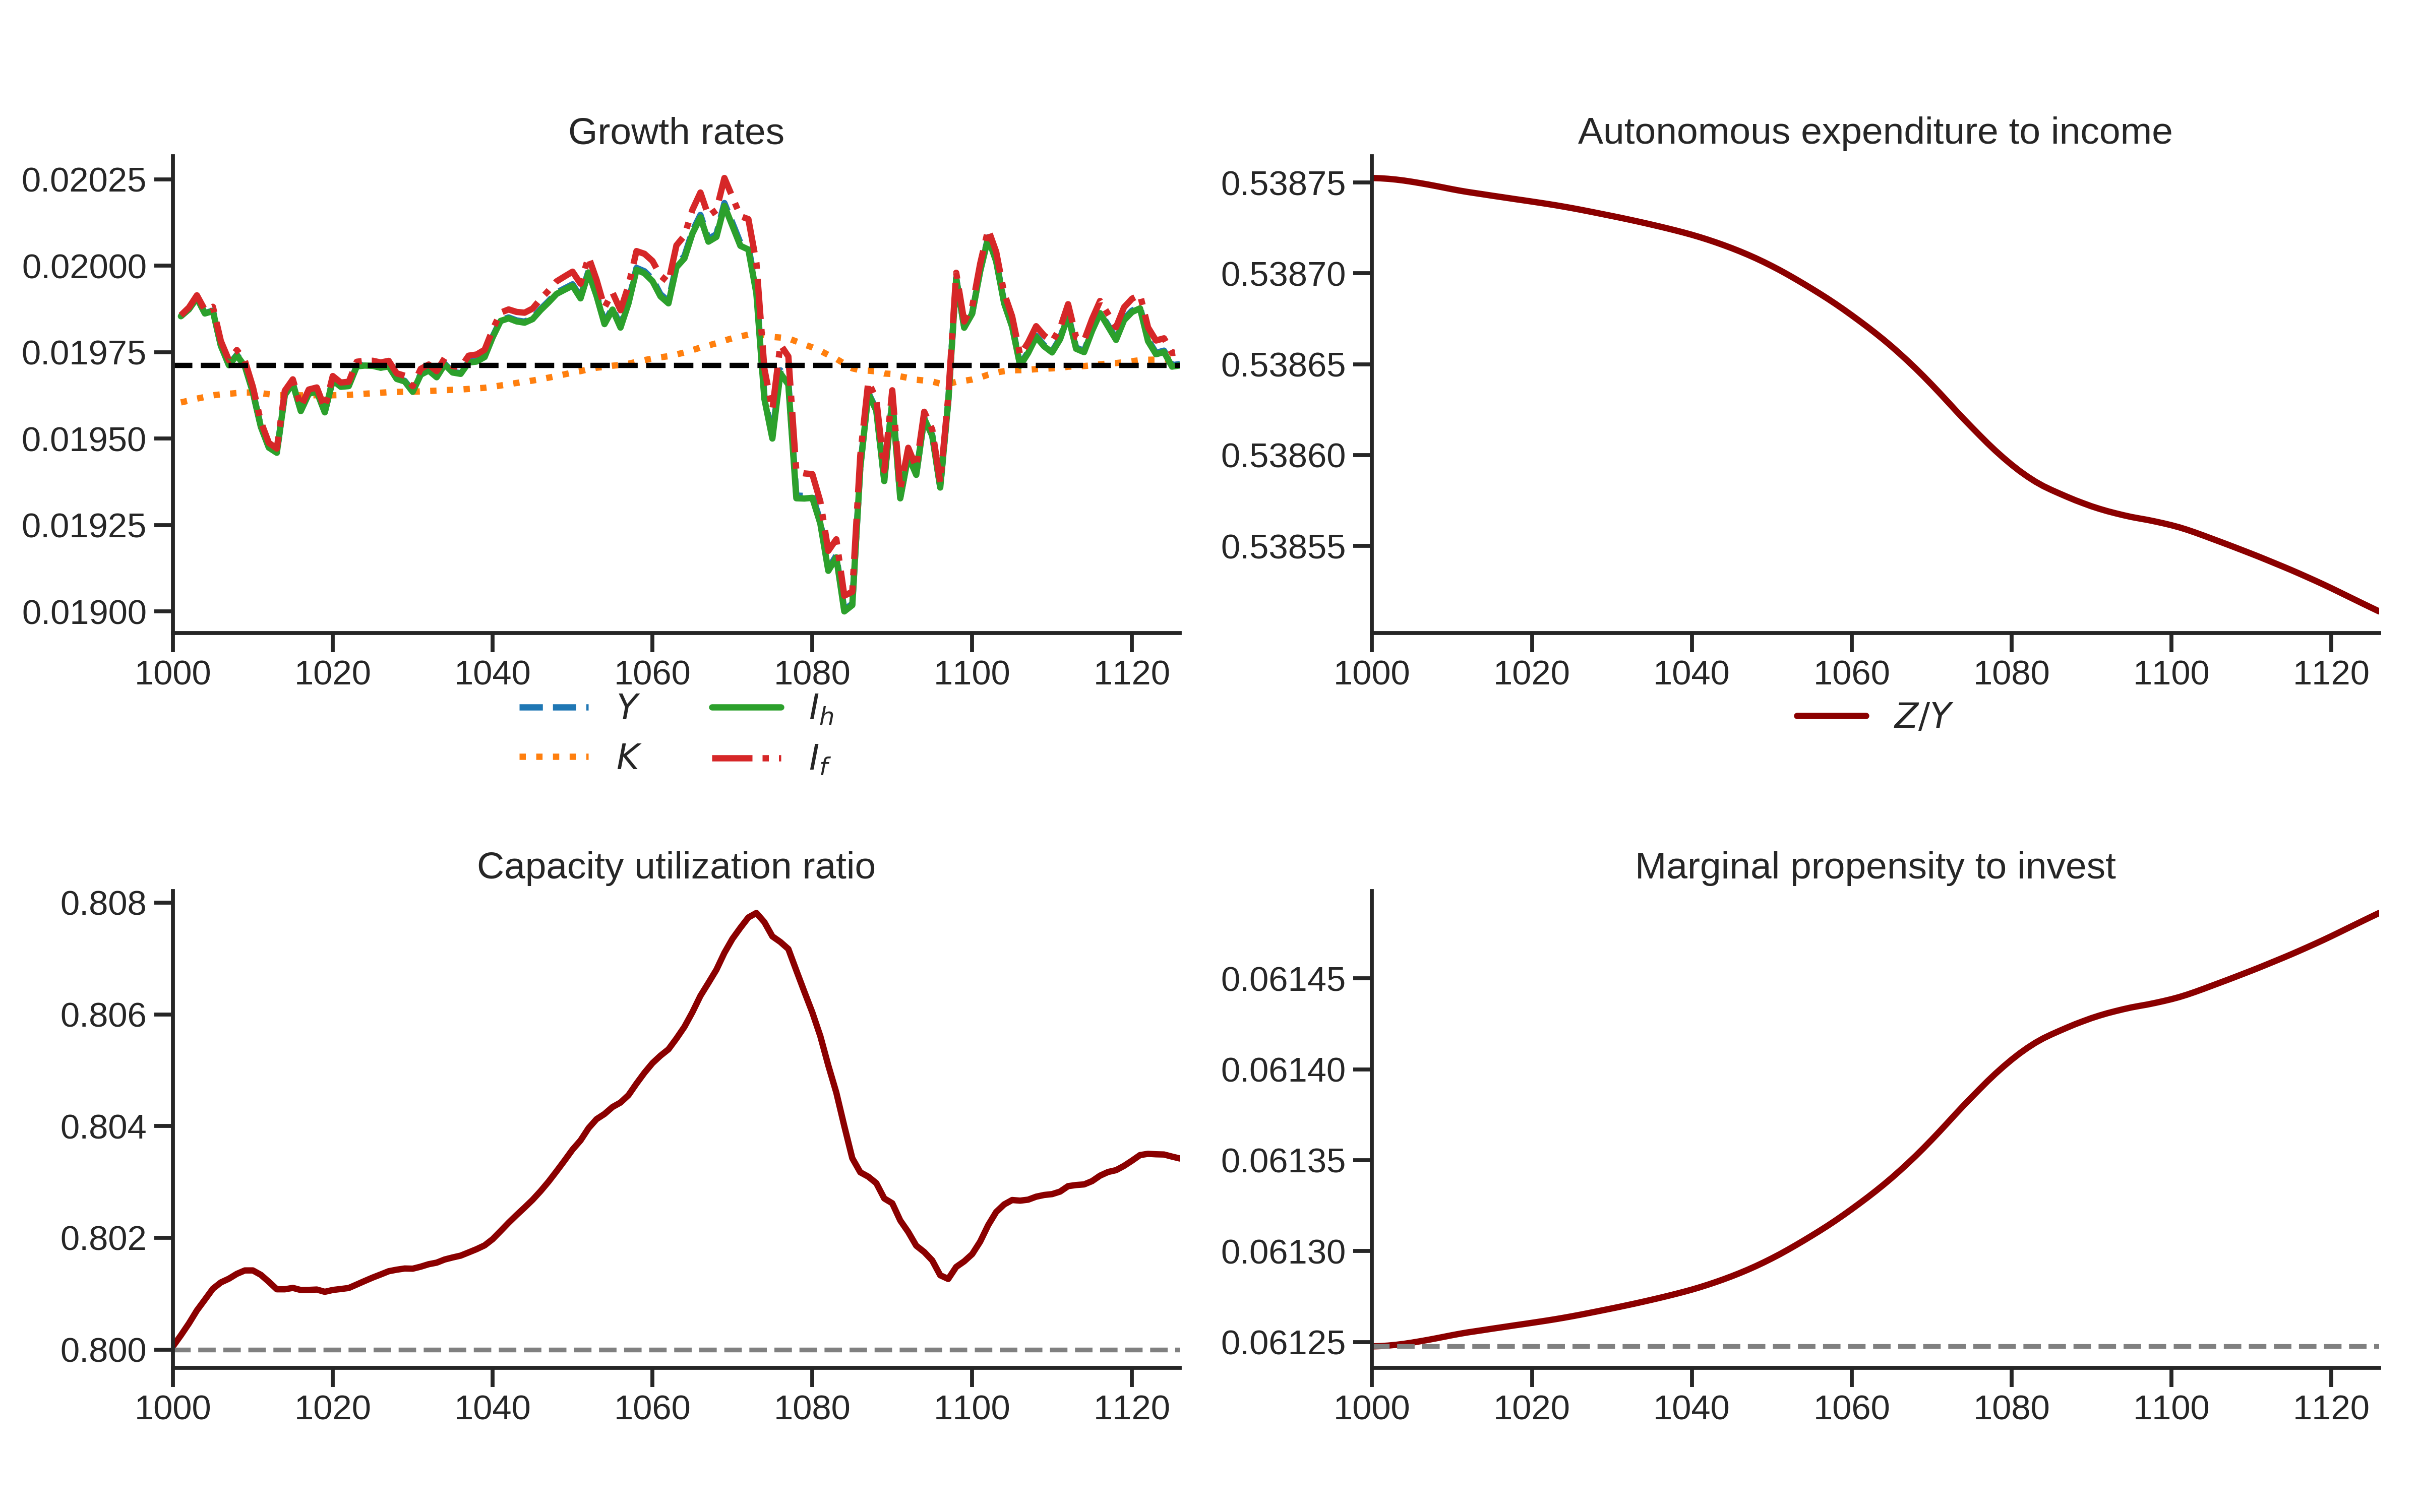 Growth rates
0.02025
0.02000
0.01975
0.01950
0.01925
0.01900
1000 1020 1040 1060 1080 1100 1120
Y I_h
K I_f
Autonomous expenditure to income
0.53875
0.53870
0.53865
0.53860
0.53855
1000 1020 1040 1060 1080 1100 1120
Z/Y
Capacity utilization ratio
0.808
0.806
0.804
0.802
0.800
1000 1020 1040 1060 1080 1100 1120
Marginal propensity to invest
0.06145
0.06140
0.06135
0.06130
0.06125
1000 1020 1040 1060 1080 1100 1120